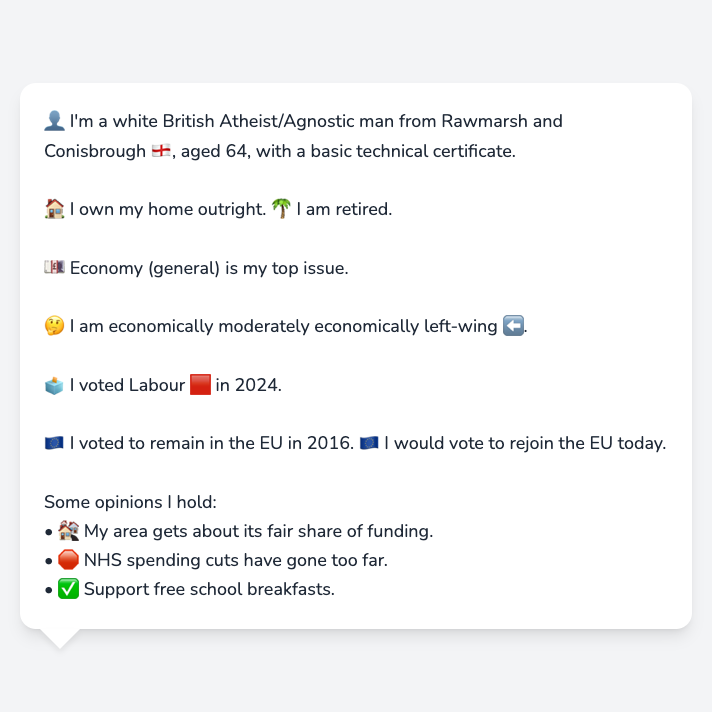 👤 I'm a white British Atheist/Agnostic man from Rawmarsh and
Conisbrough 🏴󠁧󠁢󠁥󠁮󠁧󠁿, aged 64, with a basic technical certificate.
🏠 I own my home outright. 🌴 I am retired.
💷 Economy (general) is my top issue.
🤔 I am economically moderately economically left-wing ⬅️.
🗳️ I voted Labour 🟥 in 2024.
🇪🇺 I voted to remain in the EU in 2016. 🇪🇺 I would vote to rejoin the EU today.
Some opinions I hold:
• 🏘️ My area gets about its fair share of funding.
• 🛑 NHS spending cuts have gone too far.
• ✅ Support free school breakfasts.